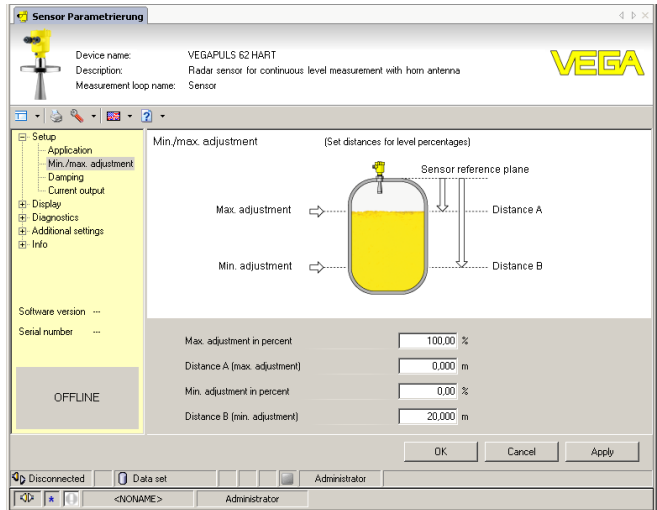 Sensor Parametrierung
Device name: VEGAPULS 62 HART
Description: Radar sensor for continuous level measurement with horn antenna
Measurement loop name: Sensor
VEGA
Setup
Application
Min./max. adjustment
Damping
Current output
Display
Diagnostics
Additional settings
Info
Software version ---
Serial number ---
OFFLINE
Min./max. adjustment (Set distances for level percentages)
Sensor reference plane
Max. adjustment Distance A
Min. adjustment Distance B
Max. adjustment in percent 100,00 %
Distance A (max. adjustment) 0,000 m
Min. adjustment in percent 0,00 %
Distance B (min. adjustment) 20,000 m
OK Cancel Apply
Disconnected Data set Administrator
<NONAME> Administrator